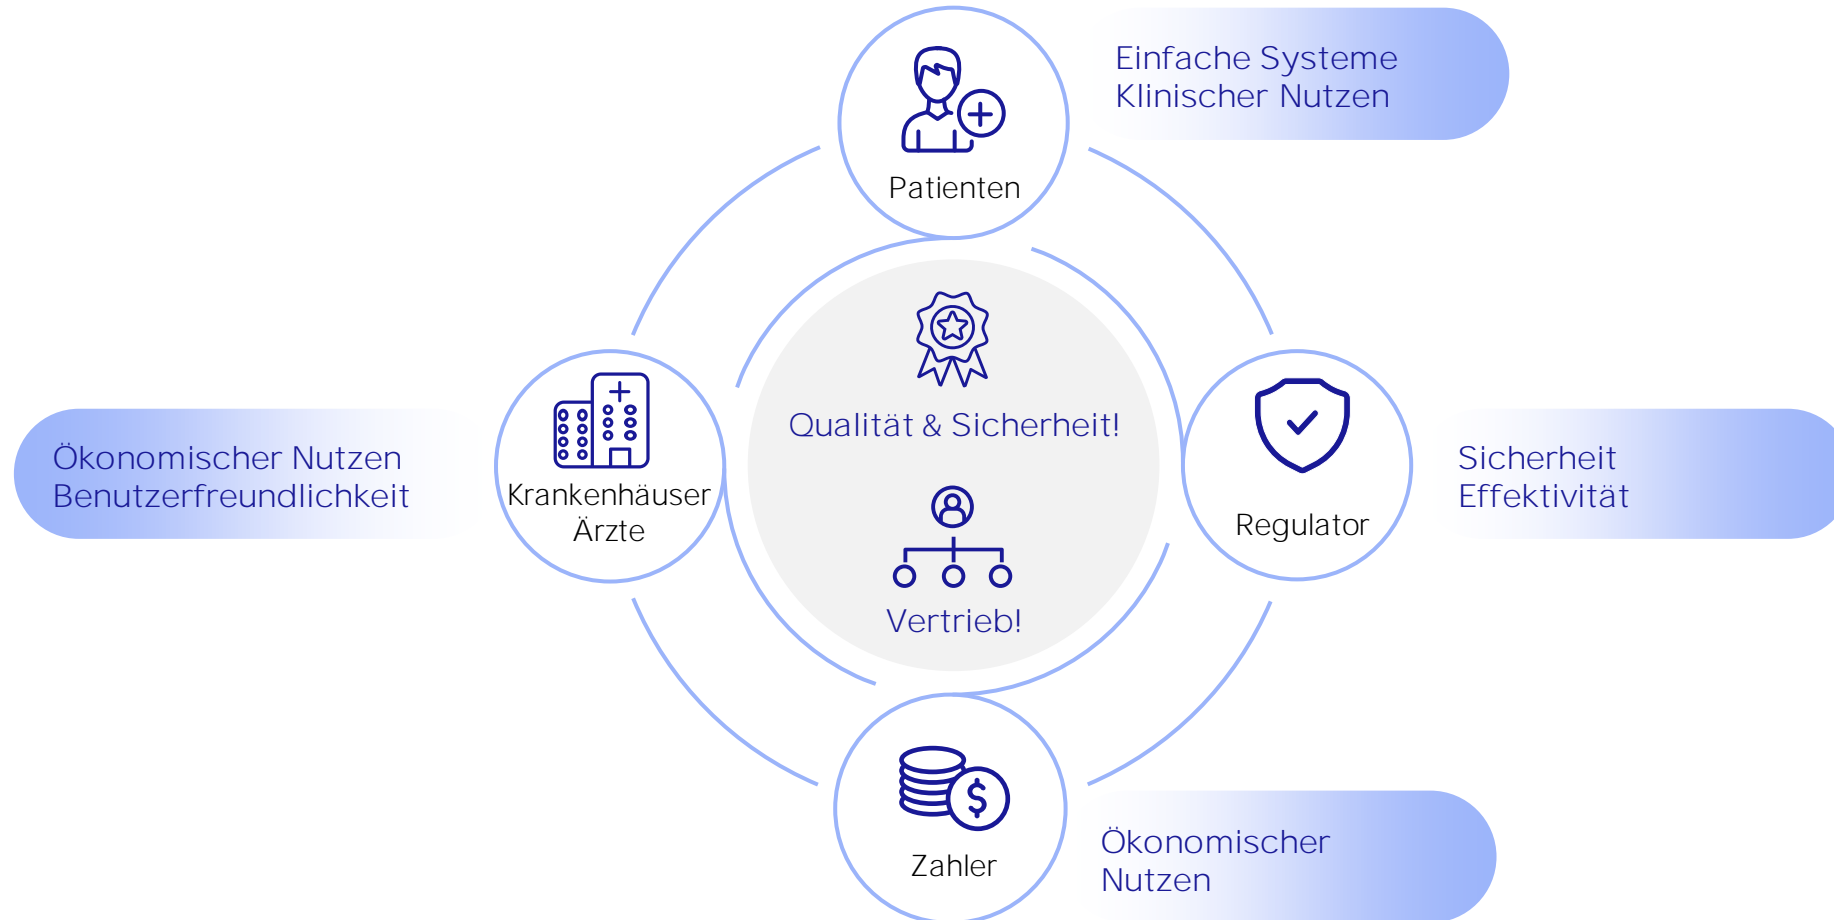 Einfache Systeme
Klinischer Nutzen
Patienten
Qualität & Sicherheit!
Ökonomischer Nutzen
Benutzerfreundlichkeit
Krankenhäuser
Ärzte
Regulator
Sicherheit
Effektivität
Vertrieb!
$
Zahler
Ökonomischer
Nutzen